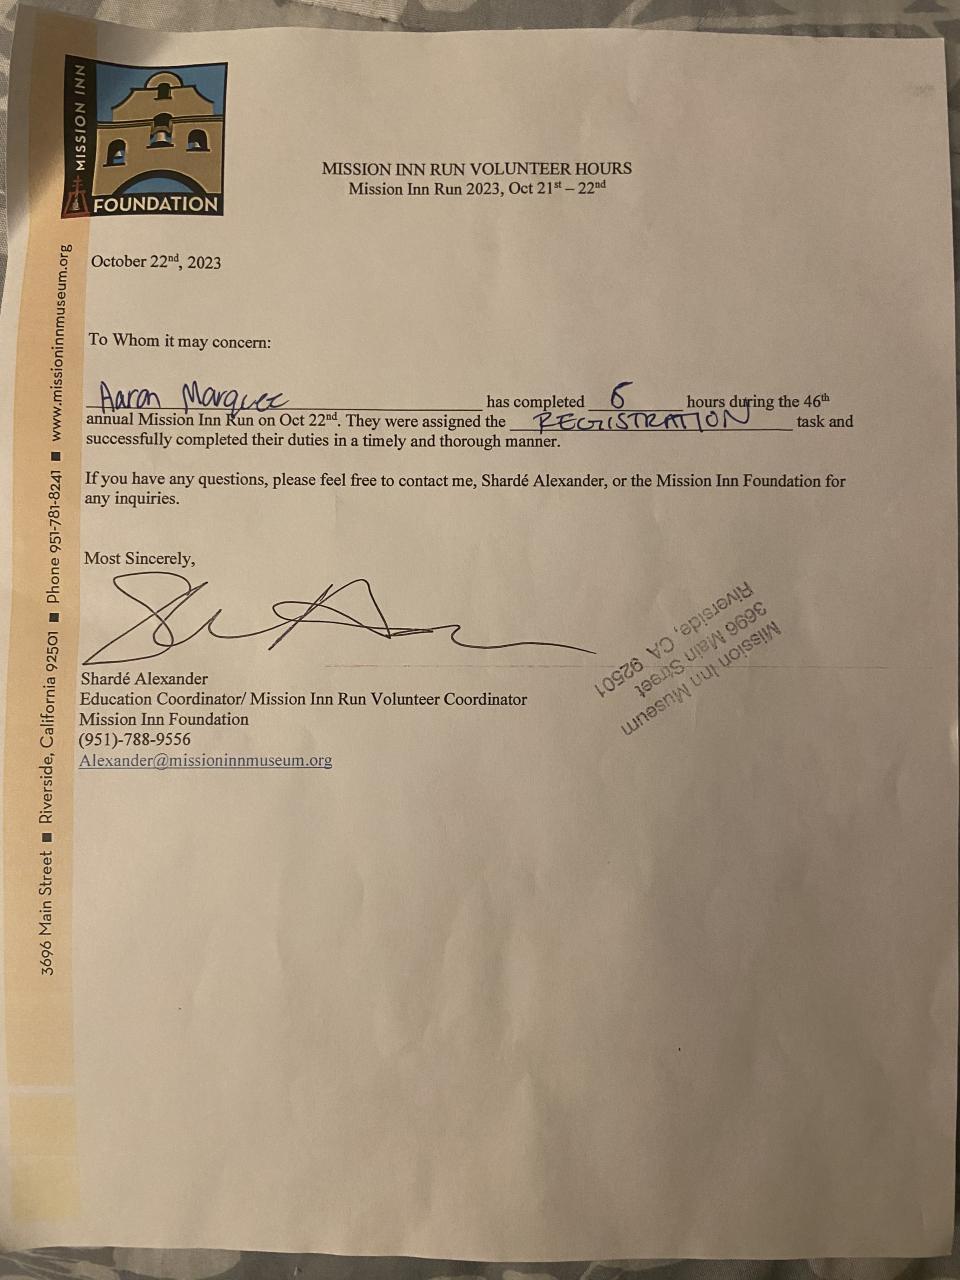 MISSION INN
FOUNDATION
MISSION INN RUN VOLUNTEER HOURS
Mission Inn Run 2023, Oct 21st – 22nd
October 22nd, 2023
To Whom it may concern:
Aaron Marquez has completed 6 hours during the 46th
annual Mission Inn Run on Oct 22nd. They were assigned the REGISTRATION task and
successfully completed their duties in a timely and thorough manner.
If you have any questions, please feel free to contact me, Shardé Alexander, or the Mission Inn Foundation for
any inquiries.
Most Sincerely,
Shardé Alexander
Education Coordinator/ Mission Inn Run Volunteer Coordinator
Mission Inn Foundation
(951)-788-9556
Alexander@missioninnmuseum.org
Mission Inn Museum
3696 Main Street
Riverside, CA 92501
3696 Main Street ■ Riverside, California 92501 ■ Phone 951-781-8241 ■ www.missioninnmuseum.org